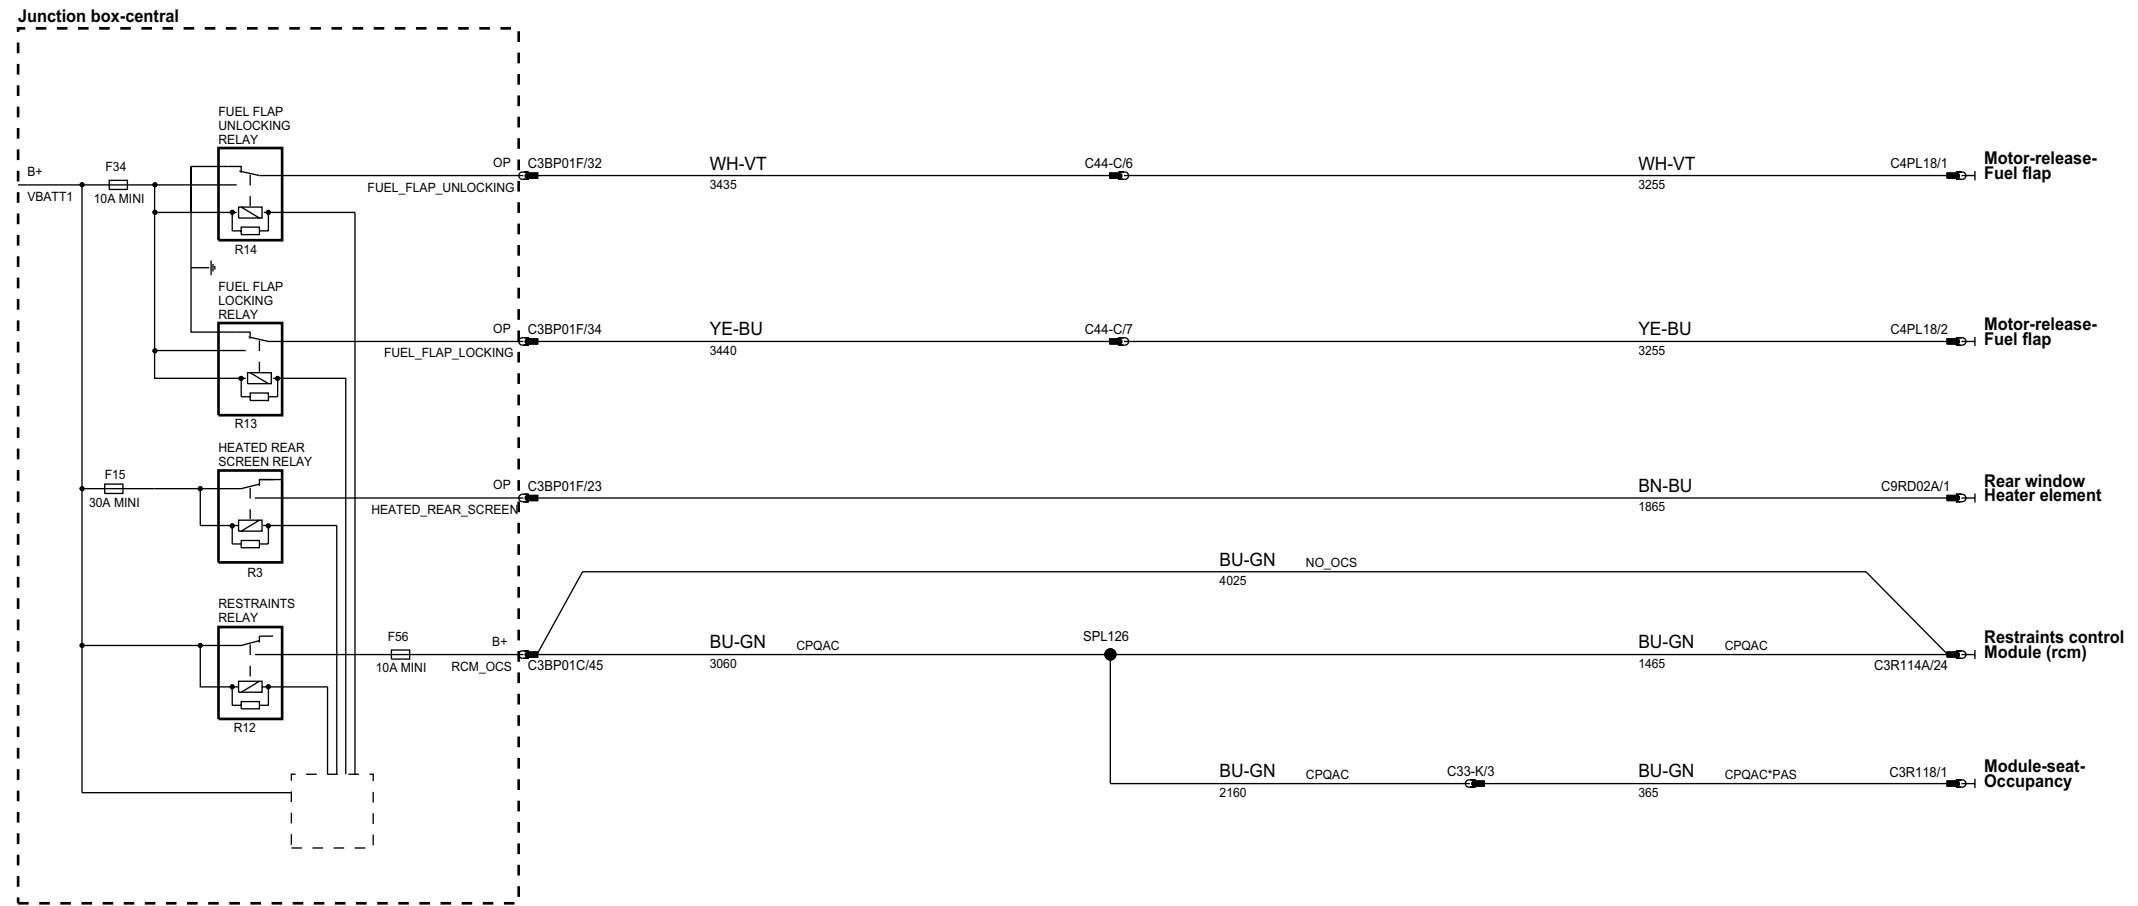 Junction box-central
FUEL FLAP
UNLOCKING
RELAY
B+
F34
VBATT1
10A MINI
R14
OP
C3BP01F/32
FUEL_FLAP_UNLOCKING
WH-VT
3435
C44-C/6
WH-VT
3255
C4PL18/1
Motor-release-
Fuel flap
FUEL FLAP
LOCKING
RELAY
R13
OP
C3BP01F/34
FUEL_FLAP_LOCKING
YE-BU
3440
C44-C/7
YE-BU
3255
C4PL18/2
Motor-release-
Fuel flap
HEATED REAR
SCREEN RELAY
F15
30A MINI
R3
OP
C3BP01F/23
HEATED_REAR_SCREEN
BN-BU
1865
C9RD02A/1
Rear window
Heater element
BU-GN
NO_OCS
4025
RESTRAINTS
RELAY
R12
F56
10A MINI
B+
RCM_OCS
C3BP01C/45
BU-GN
CPQAC
3060
SPL126
BU-GN
CPQAC
1465
C3R114A/24
Restraints control
Module (rcm)
BU-GN
CPQAC
2160
C33-K/3
BU-GN
CPQAC*PAS
365
C3R118/1
Module-seat-
Occupancy